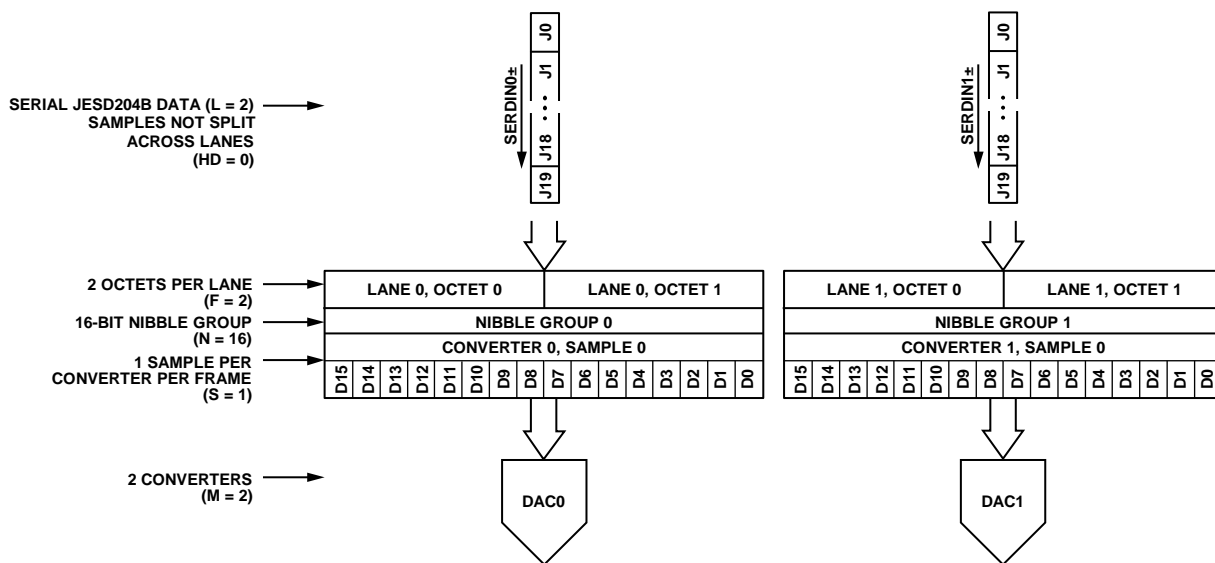 SERIAL JESD204B DATA (L = 2)
SAMPLES NOT SPLIT
ACROSS LANES
(HD = 0)
SERDIN0±
J0
J1
• • •
J18
J19
SERDIN1±
J0
J1
• • •
J18
J19
2 OCTETS PER LANE
(F = 2)
LANE 0, OCTET 0
LANE 0, OCTET 1
LANE 1, OCTET 0
LANE 1, OCTET 1
16-BIT NIBBLE GROUP
(N = 16)
NIBBLE GROUP 0
NIBBLE GROUP 1
CONVERTER 0, SAMPLE 0
CONVERTER 1, SAMPLE 0
1 SAMPLE PER
CONVERTER PER FRAME
(S = 1)
D15 D14 D13 D12 D11 D10 D9 D8 D7 D6 D5 D4 D3 D2 D1 D0
D15 D14 D13 D12 D11 D10 D9 D8 D7 D6 D5 D4 D3 D2 D1 D0
2 CONVERTERS
(M = 2)
DAC0
DAC1